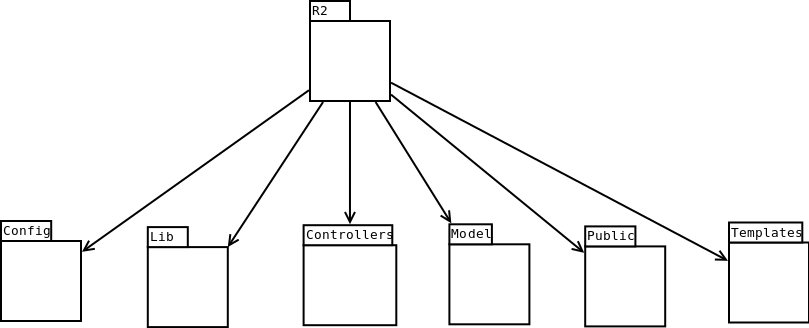 R2
Config
Lib
Controllers
Model
Public
Templates